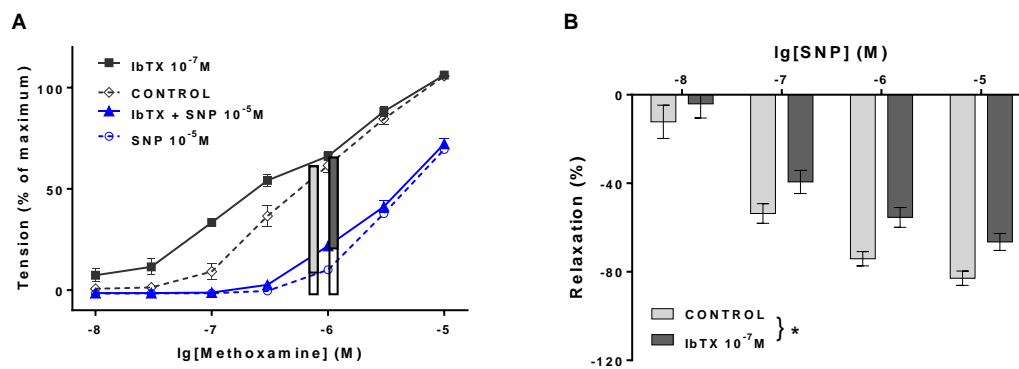 A
IbTX 10-7M
CONTROL
IbTX + SNP 10-5M
SNP 10-5M
Tension (% of maximum)
100
50
0
-8 -7 -6 -5
lg[Methoxamine] (M)
B
lg[SNP] (M)
-8 -7 -6 -5
0
-40
-80
-120
Relaxation (%)
CONTROL
IbTX 10-7M
} *